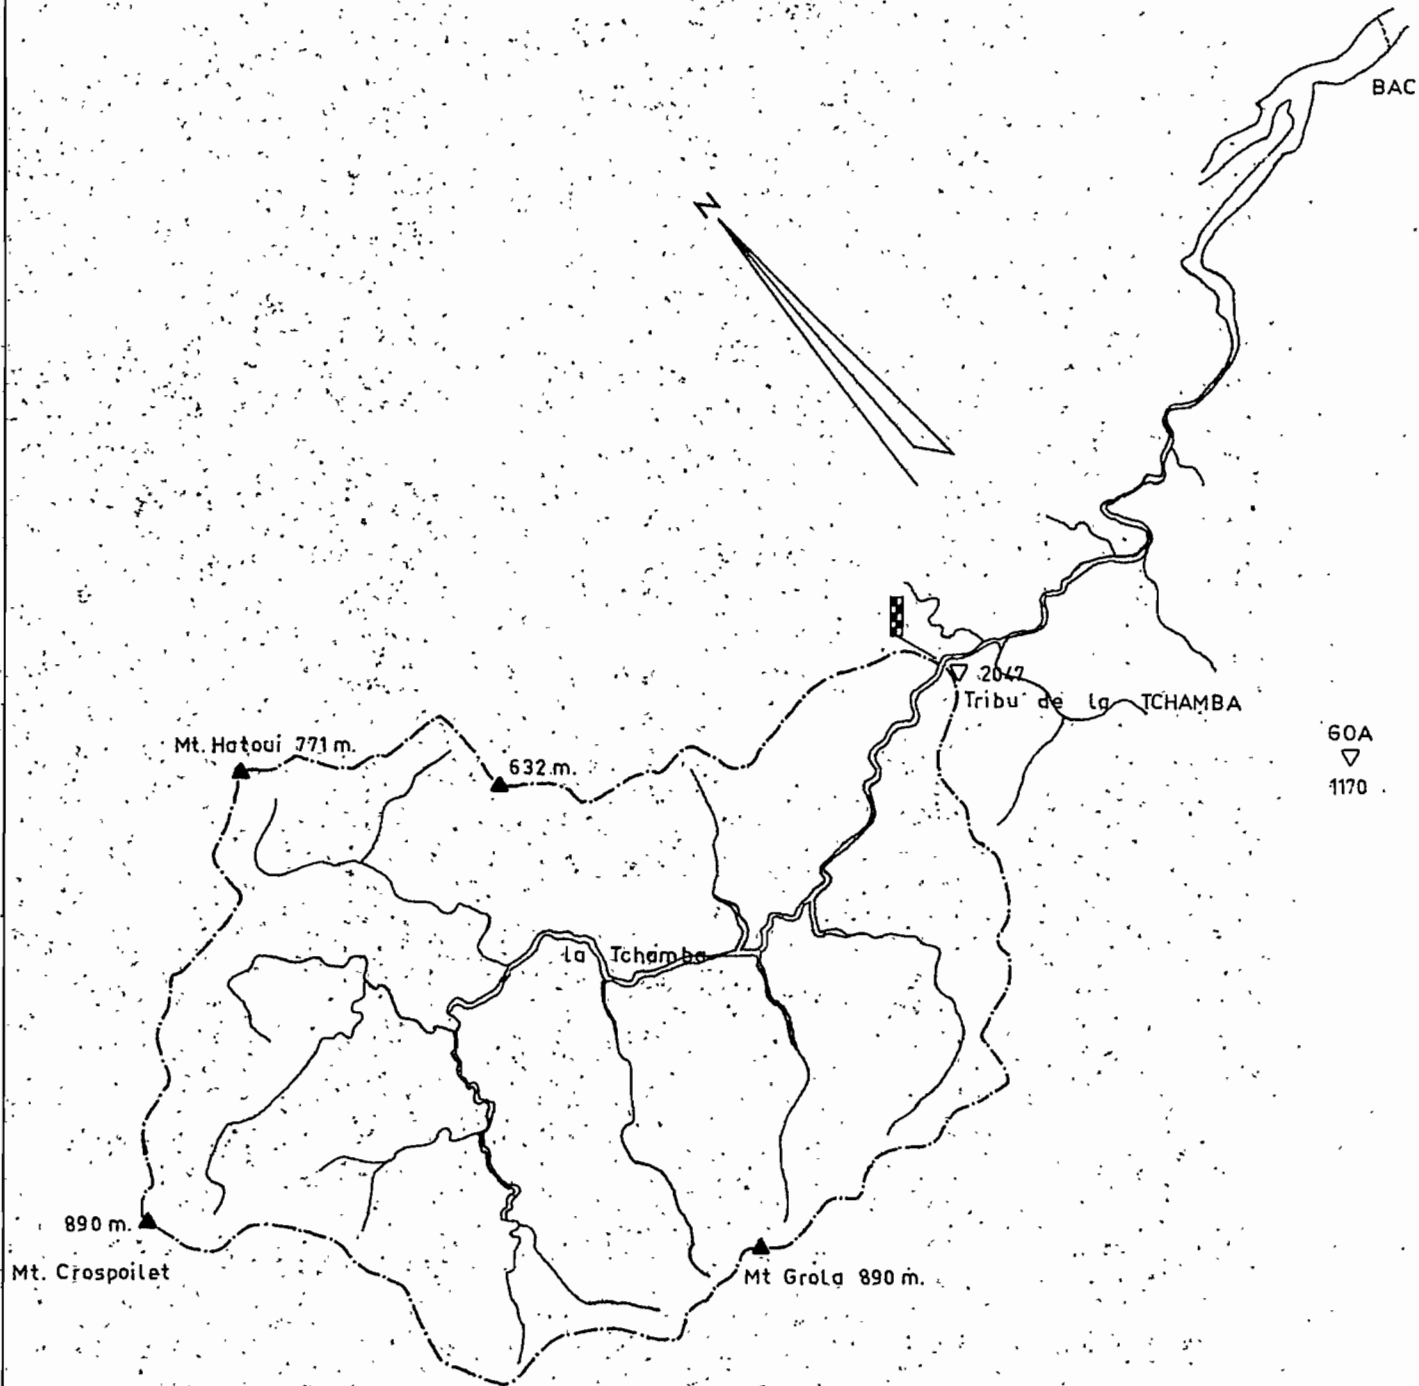 BAC
N
2047
Tribu de la TCHAMBA
60A
1170
Mt. Hatoui 771 m.
632 m.
la Tchamba
890 m.
Mt. Crospoilet
Mt Grola 890 m.